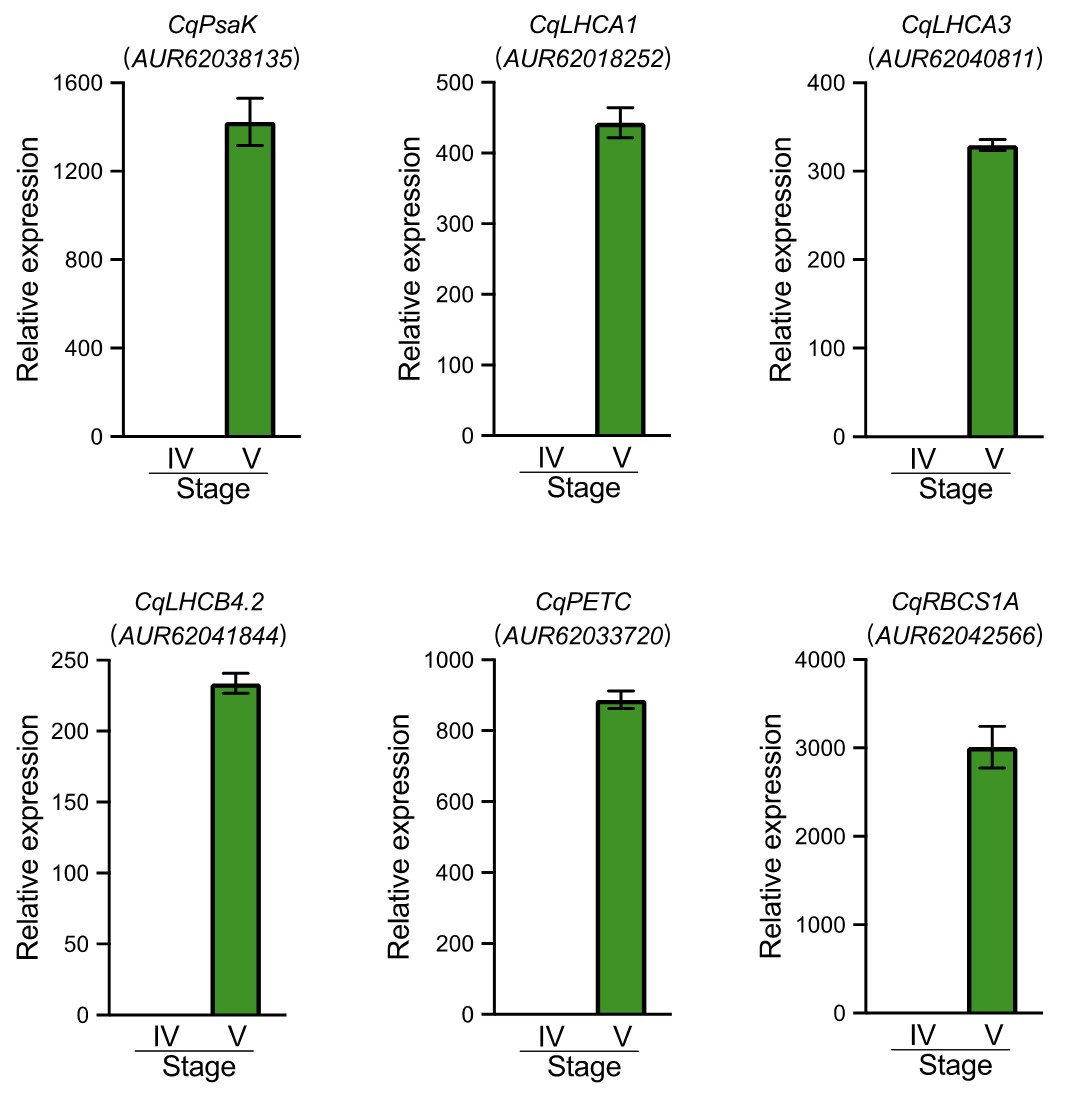 CqPsaK
(AUR62038135)
Relative expression
1600
1200
800
400
0
IV V
Stage
CqLHCA1
(AUR62018252)
Relative expression
500
400
300
200
100
0
IV V
Stage
CqLHCA3
(AUR62040811)
Relative expression
400
300
200
100
0
IV V
Stage
CqLHCB4.2
(AUR62041844)
Relative expression
250
200
150
100
50
0
IV V
Stage
CqPETC
(AUR62033720)
Relative expression
1000
800
600
400
200
0
IV V
Stage
CqRBCS1A
(AUR62042566)
Relative expression
4000
3000
2000
1000
0
IV V
Stage